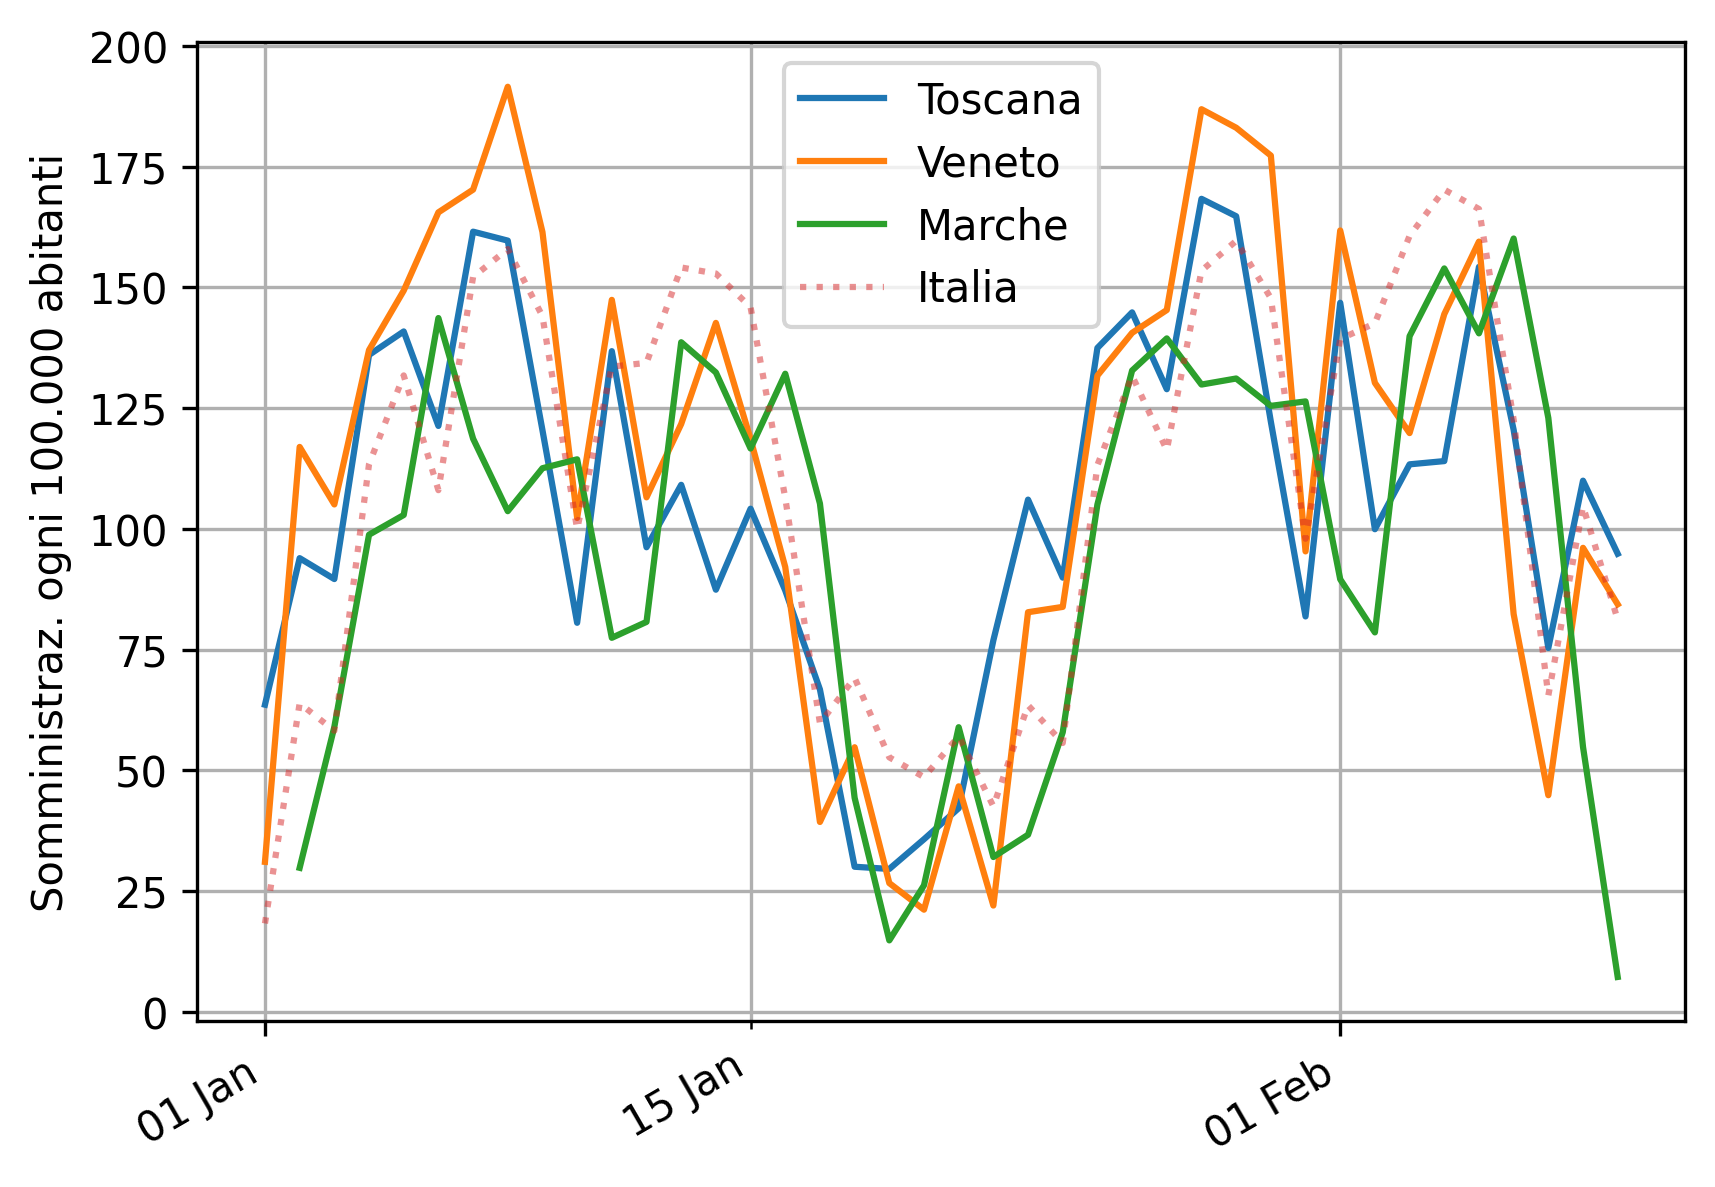 Somministraz. ogni 100.000 abitanti
200
175
150
125
100
75
50
25
0
Toscana
Veneto
Marche
Italia
01 Jan
15 Jan
01 Feb